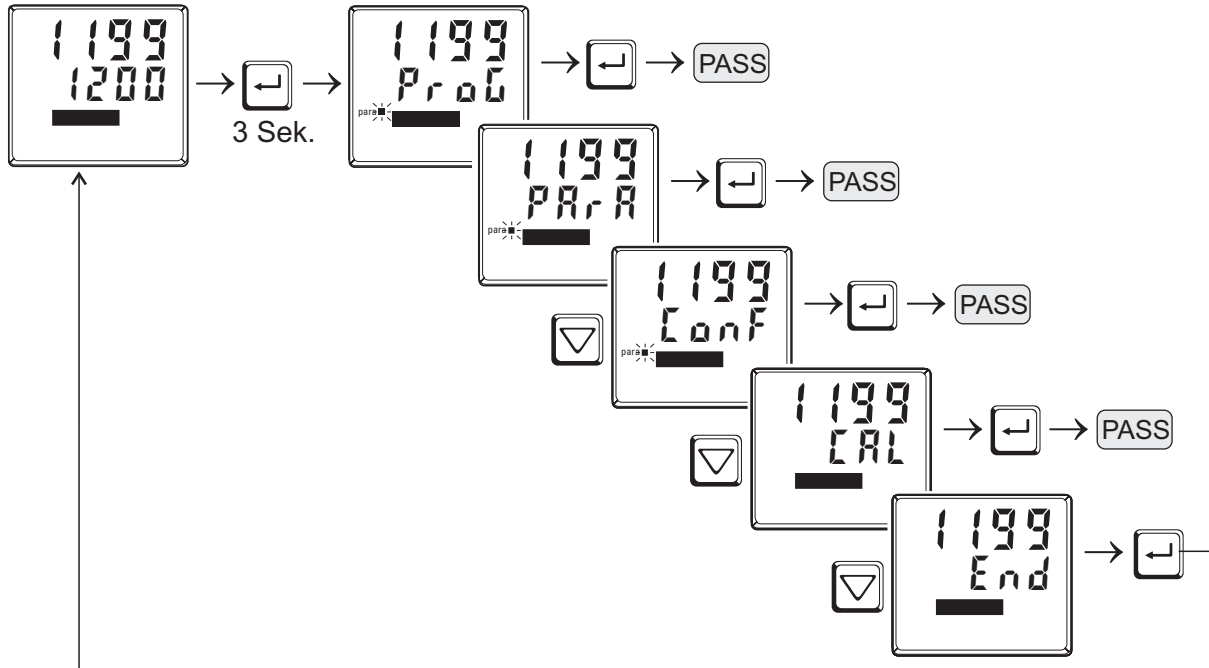 1199
1200
3 Sek.
1199
ProG
para
PASS
1199
PArA
para
PASS
1199
ConF
para
PASS
1199
CAL
PASS
1199
End